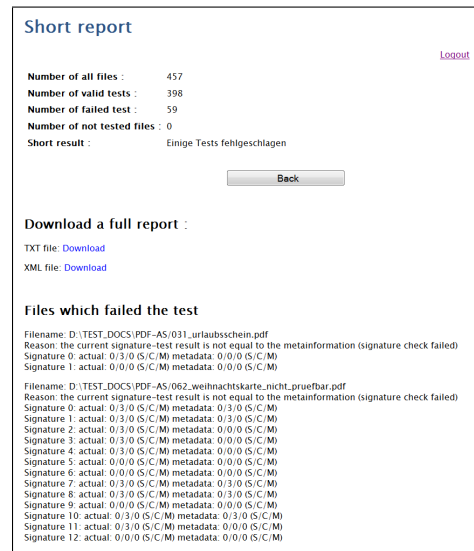 Short report
Logout
Number of all files : 457
Number of valid tests : 398
Number of failed test : 59
Number of not tested files : 0
Short result : Einige Tests fehlgeschlagen
Back
Download a full report :
TXT file: Download
XML file: Download
Files which failed the test
Filename: D:\TEST_DOCS\PDF-AS/031_urlaubsschein.pdf
Reason: the current signature-test result is not equal to the metainformation (signature check failed)
Signature 0: actual: 0/3/0 (S/C/M) metadata: 0/0/0 (S/C/M)
Signature 1: actual: 0/0/0 (S/C/M) metadata: 0/0/0 (S/C/M)
Filename: D:\TEST_DOCS\PDF-AS/062_weihnachtskarte_nicht_pruefbar.pdf
Reason: the current signature-test result is not equal to the metainformation (signature check failed)
Signature 0: actual: 0/3/0 (S/C/M) metadata: 0/3/0 (S/C/M)
Signature 1: actual: 0/3/0 (S/C/M) metadata: 0/3/0 (S/C/M)
Signature 2: actual: 0/3/0 (S/C/M) metadata: 0/0/0 (S/C/M)
Signature 3: actual: 0/3/0 (S/C/M) metadata: 0/0/0 (S/C/M)
Signature 4: actual: 0/3/0 (S/C/M) metadata: 0/3/0 (S/C/M)
Signature 5: actual: 0/0/0 (S/C/M) metadata: 0/0/0 (S/C/M)
Signature 6: actual: 0/0/0 (S/C/M) metadata: 0/0/0 (S/C/M)
Signature 7: actual: 0/3/0 (S/C/M) metadata: 0/3/0 (S/C/M)
Signature 8: actual: 0/3/0 (S/C/M) metadata: 0/3/0 (S/C/M)
Signature 9: actual: 0/0/0 (S/C/M) metadata: 0/0/0 (S/C/M)
Signature 10: actual: 0/3/0 (S/C/M) metadata: 0/3/0 (S/C/M)
Signature 11: actual: 0/3/0 (S/C/M) metadata: 0/0/0 (S/C/M)
Signature 12: actual: 0/0/0 (S/C/M) metadata: 0/0/0 (S/C/M)